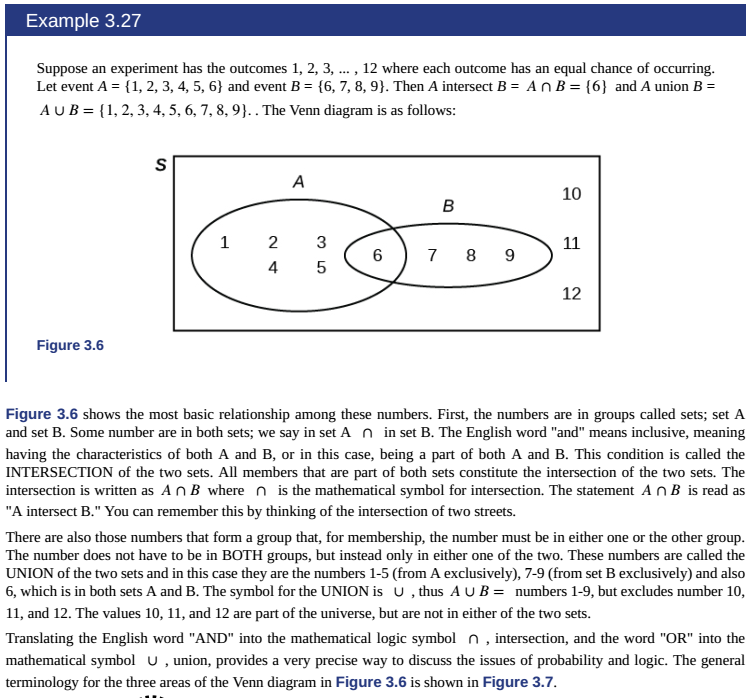 Example 3.27
Suppose an experiment has the outcomes 1, 2, 3, ... , 12 where each outcome has an equal chance of occurring.
Let event A = {1, 2, 3, 4, 5, 6} and event B = {6, 7, 8, 9}. Then A intersect B = A ∩ B = {6} and A union B =
A ∪ B = {1, 2, 3, 4, 5, 6, 7, 8, 9}. . The Venn diagram is as follows:
S
A
B
10
1 2 3 6 7 8 9 11
4 5
12
Figure 3.6
Figure 3.6 shows the most basic relationship among these numbers. First, the numbers are in groups called sets; set A
and set B. Some number are in both sets; we say in set A ∩ in set B. The English word "and" means inclusive, meaning
having the characteristics of both A and B, or in this case, being a part of both A and B. This condition is called the
INTERSECTION of the two sets. All members that are part of both sets constitute the intersection of the two sets. The
intersection is written as A ∩ B where ∩ is the mathematical symbol for intersection. The statement A ∩ B is read as
"A intersect B." You can remember this by thinking of the intersection of two streets.
There are also those numbers that form a group that, for membership, the number must be in either one or the other group.
The number does not have to be in BOTH groups, but instead only in either one of the two. These numbers are called the
UNION of the two sets and in this case they are the numbers 1-5 (from A exclusively), 7-9 (from set B exclusively) and also
6, which is in both sets A and B. The symbol for the UNION is ∪ , thus A ∪ B = numbers 1-9, but excludes number 10,
11, and 12. The values 10, 11, and 12 are part of the universe, but are not in either of the two sets.
Translating the English word "AND" into the mathematical logic symbol ∩ , intersection, and the word "OR" into the
mathematical symbol ∪ , union, provides a very precise way to discuss the issues of probability and logic. The general
terminology for the three areas of the Venn diagram in Figure 3.6 is shown in Figure 3.7.